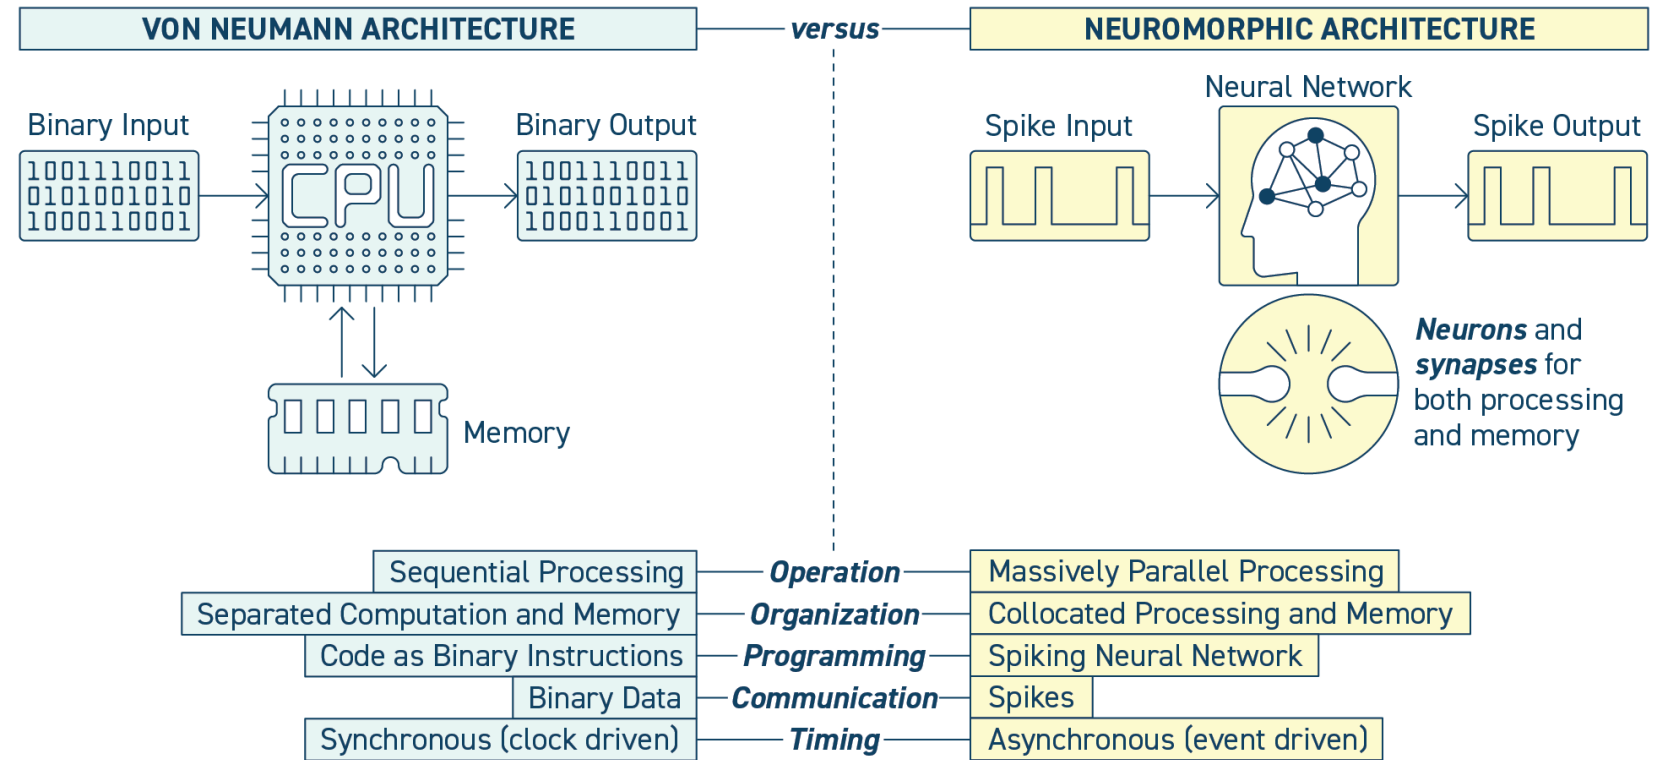 VON NEUMANN ARCHITECTURE
versus
NEUROMORPHIC ARCHITECTURE
Binary Input
1001110011
0101001010
1000110001
CPU
Binary Output
1001110011
0101001010
1000110001
Memory
Spike Input
Neural Network
Spike Output
Neurons and
synapses for
both processing
and memory
Sequential Processing
Operation
Massively Parallel Processing
Separated Computation and Memory
Organization
Collocated Processing and Memory
Code as Binary Instructions
Programming
Spiking Neural Network
Binary Data
Communication
Spikes
Synchronous (clock driven)
Timing
Asynchronous (event driven)